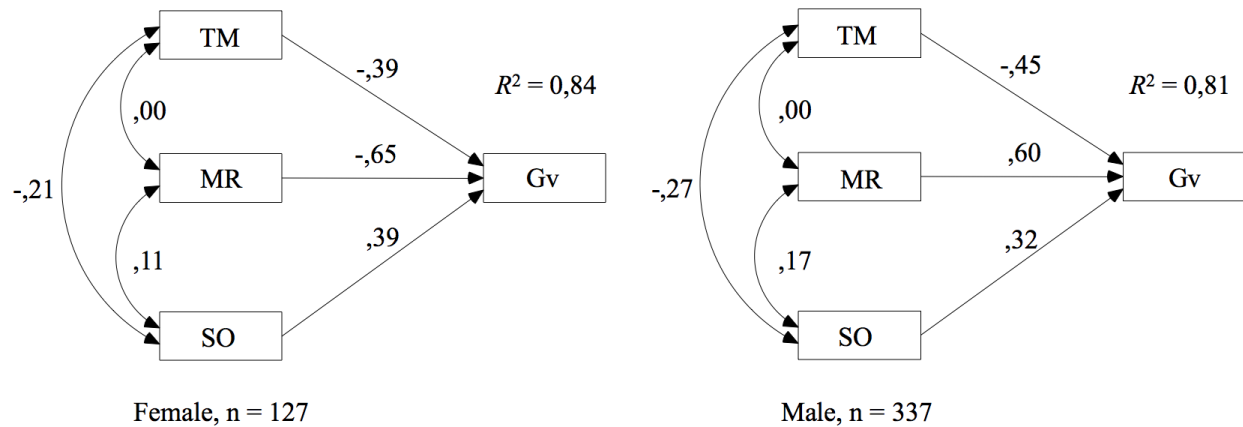 TM
-,39
R² = 0,84
,00
MR
-,65
Gv
-,21
,39
,11
SO
Female, n = 127
TM
-,45
R² = 0,81
,00
MR
,60
Gv
-,27
,32
,17
SO
Male, n = 337